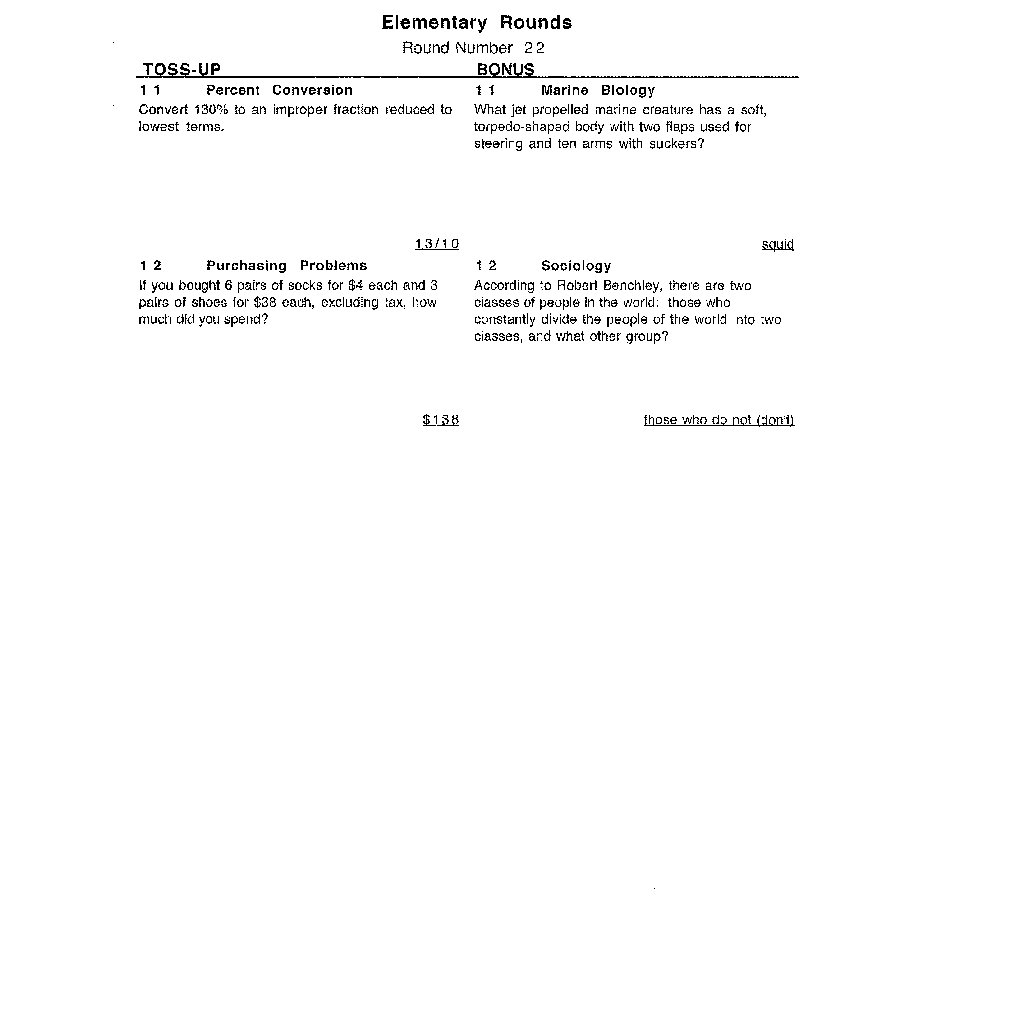 Elementary Rounds
Round Number 22
TOSS-UP
BONUS
11 Percent Conversion
Convert 130% to an improper fraction reduced to
lowest terms.
13/10
11 Marine Biology
What jet propelled marine creature has a soft,
torpedo-shaped body with two flaps used for
steering and ten arms with suckers?
squid
12 Purchasing Problems
If you bought 6 pairs of socks for $4 each and 3
pairs of shoes for $38 each, excluding tax, how
much did you spend?
$138
12 Sociology
According to Robert Benchley, there are two
classes of people in the world: those who
constantly divide the people of the world into two
classes, and what other group?
those who do not (don't)